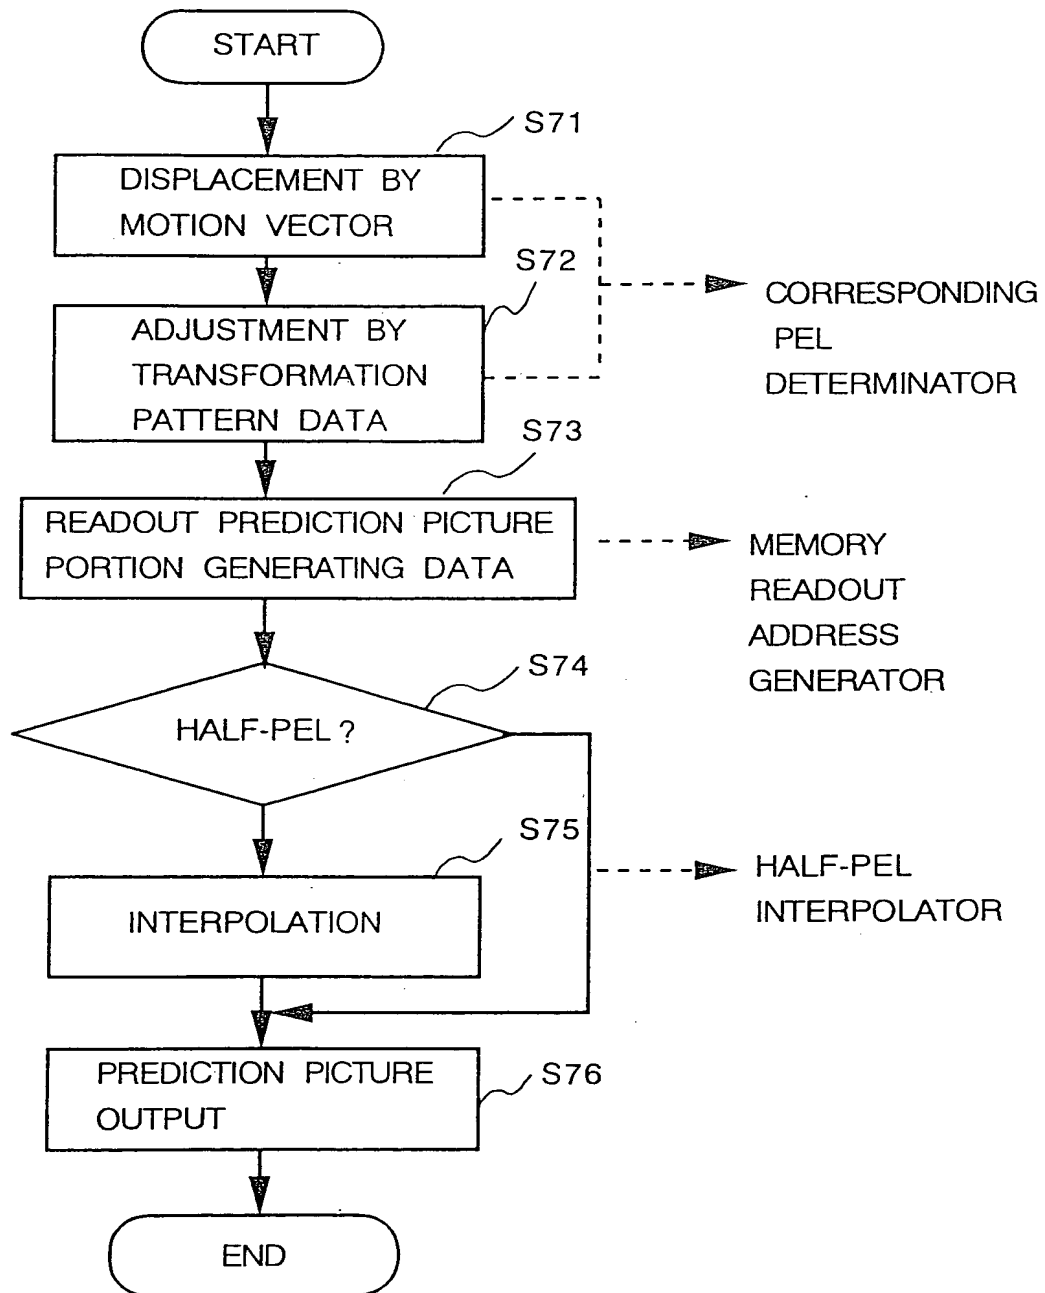 START
S71
DISPLACEMENT BY
MOTION VECTOR
S72
ADJUSTMENT BY
TRANSFORMATION
PATTERN DATA
CORRESPONDING
PEL
DETERMINATOR
S73
READOUT PREDICTION PICTURE
PORTION GENERATING DATA
MEMORY
READOUT
ADDRESS
GENERATOR
S74
HALF-PEL?
S75
INTERPOLATION
HALF-PEL
INTERPOLATOR
PREDICTION PICTURE
OUTPUT
S76
END